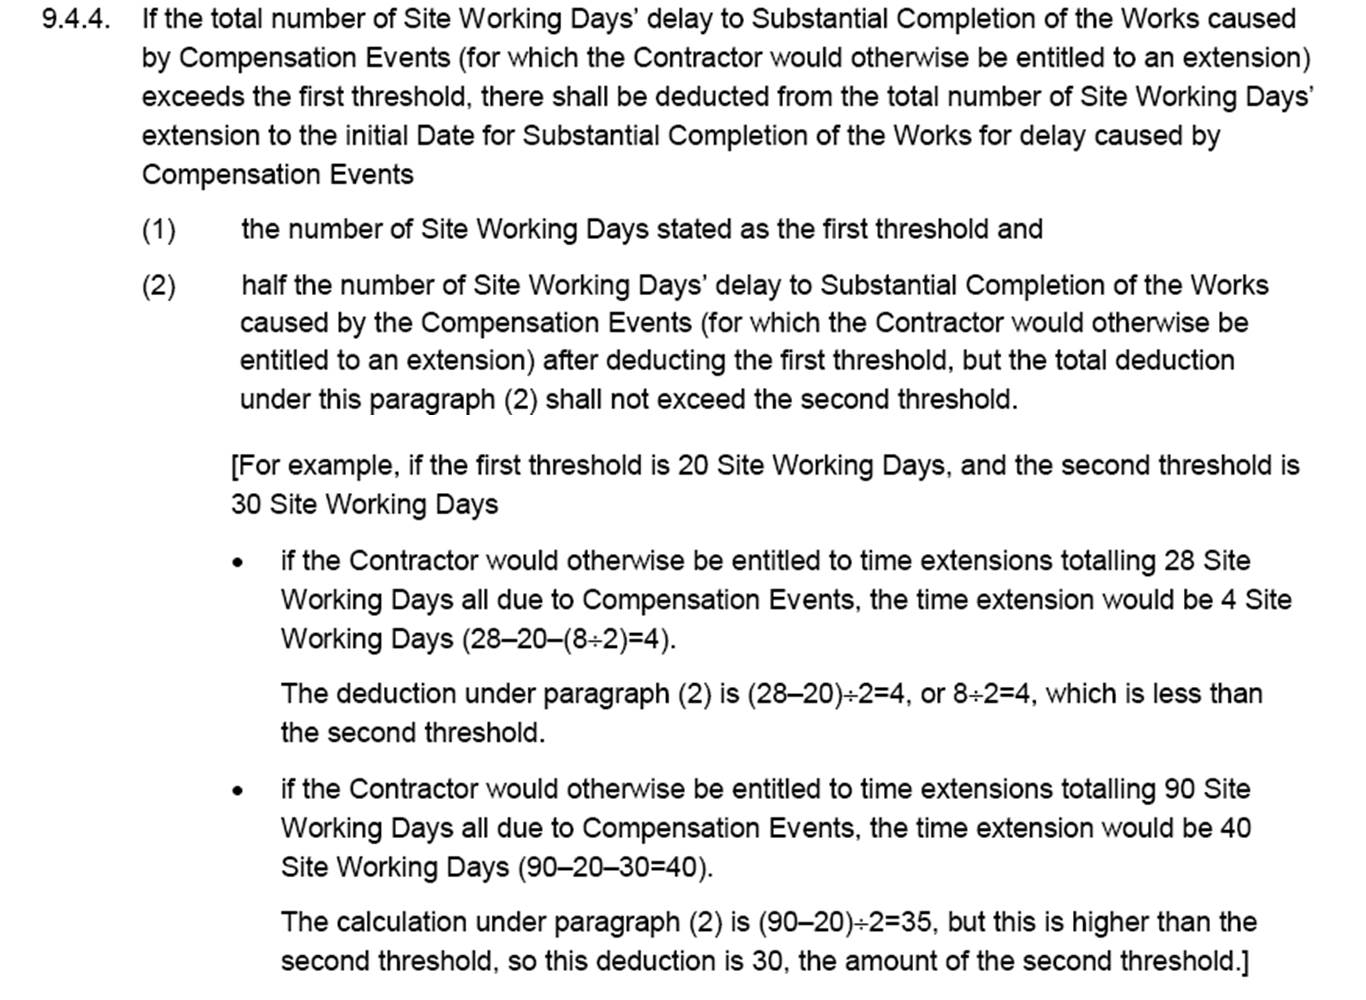 9.4.4. If the total number of Site Working Days’ delay to Substantial Completion of the Works caused
by Compensation Events (for which the Contractor would otherwise be entitled to an extension)
exceeds the first threshold, there shall be deducted from the total number of Site Working Days’
extension to the initial Date for Substantial Completion of the Works for delay caused by
Compensation Events
(1) the number of Site Working Days stated as the first threshold and
(2) half the number of Site Working Days’ delay to Substantial Completion of the Works
caused by the Compensation Events (for which the Contractor would otherwise be
entitled to an extension) after deducting the first threshold, but the total deduction
under this paragraph (2) shall not exceed the second threshold.
[For example, if the first threshold is 20 Site Working Days, and the second threshold is
30 Site Working Days
• if the Contractor would otherwise be entitled to time extensions totalling 28 Site
Working Days all due to Compensation Events, the time extension would be 4 Site
Working Days (28–20–(8÷2)=4).
The deduction under paragraph (2) is (28–20)÷2=4, or 8÷2=4, which is less than
the second threshold.
• if the Contractor would otherwise be entitled to time extensions totalling 90 Site
Working Days all due to Compensation Events, the time extension would be 40
Site Working Days (90–20–30=40).
The calculation under paragraph (2) is (90–20)÷2=35, but this is higher than the
second threshold, so this deduction is 30, the amount of the second threshold.]